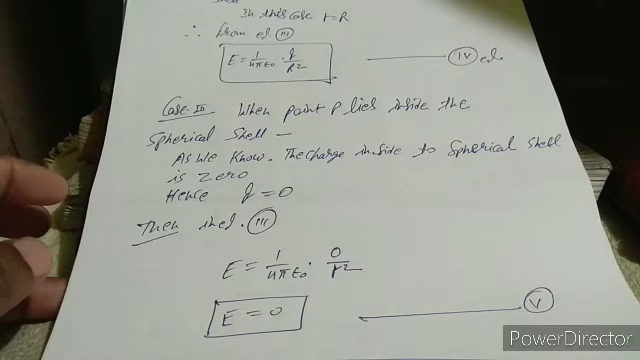 In this case r=R
∴ from eq. (III)
E = 1/4πε₀ · q/R² (IV) eq
Case-III When point P lies inside the
Spherical Shell —
As We Know. The charge inside to Spherical shell
is zero
Hence q = 0
Then in eq. (III)
E = 1/4πε₀ · 0/r²
E = 0 (V)
PowerDirector